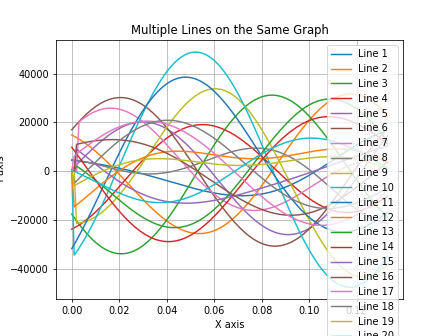 Multiple Lines on the Same Graph
40000
20000
0
−20000
−40000
0.00
0.02
0.04
0.06
0.08
0.10
X axis
axis
Line 1
Line 2
Line 3
Line 4
Line 5
Line 6
Line 7
Line 8
Line 9
Line 10
Line 11
Line 12
Line 13
Line 14
Line 15
Line 16
Line 17
Line 18
Line 19
Line 20